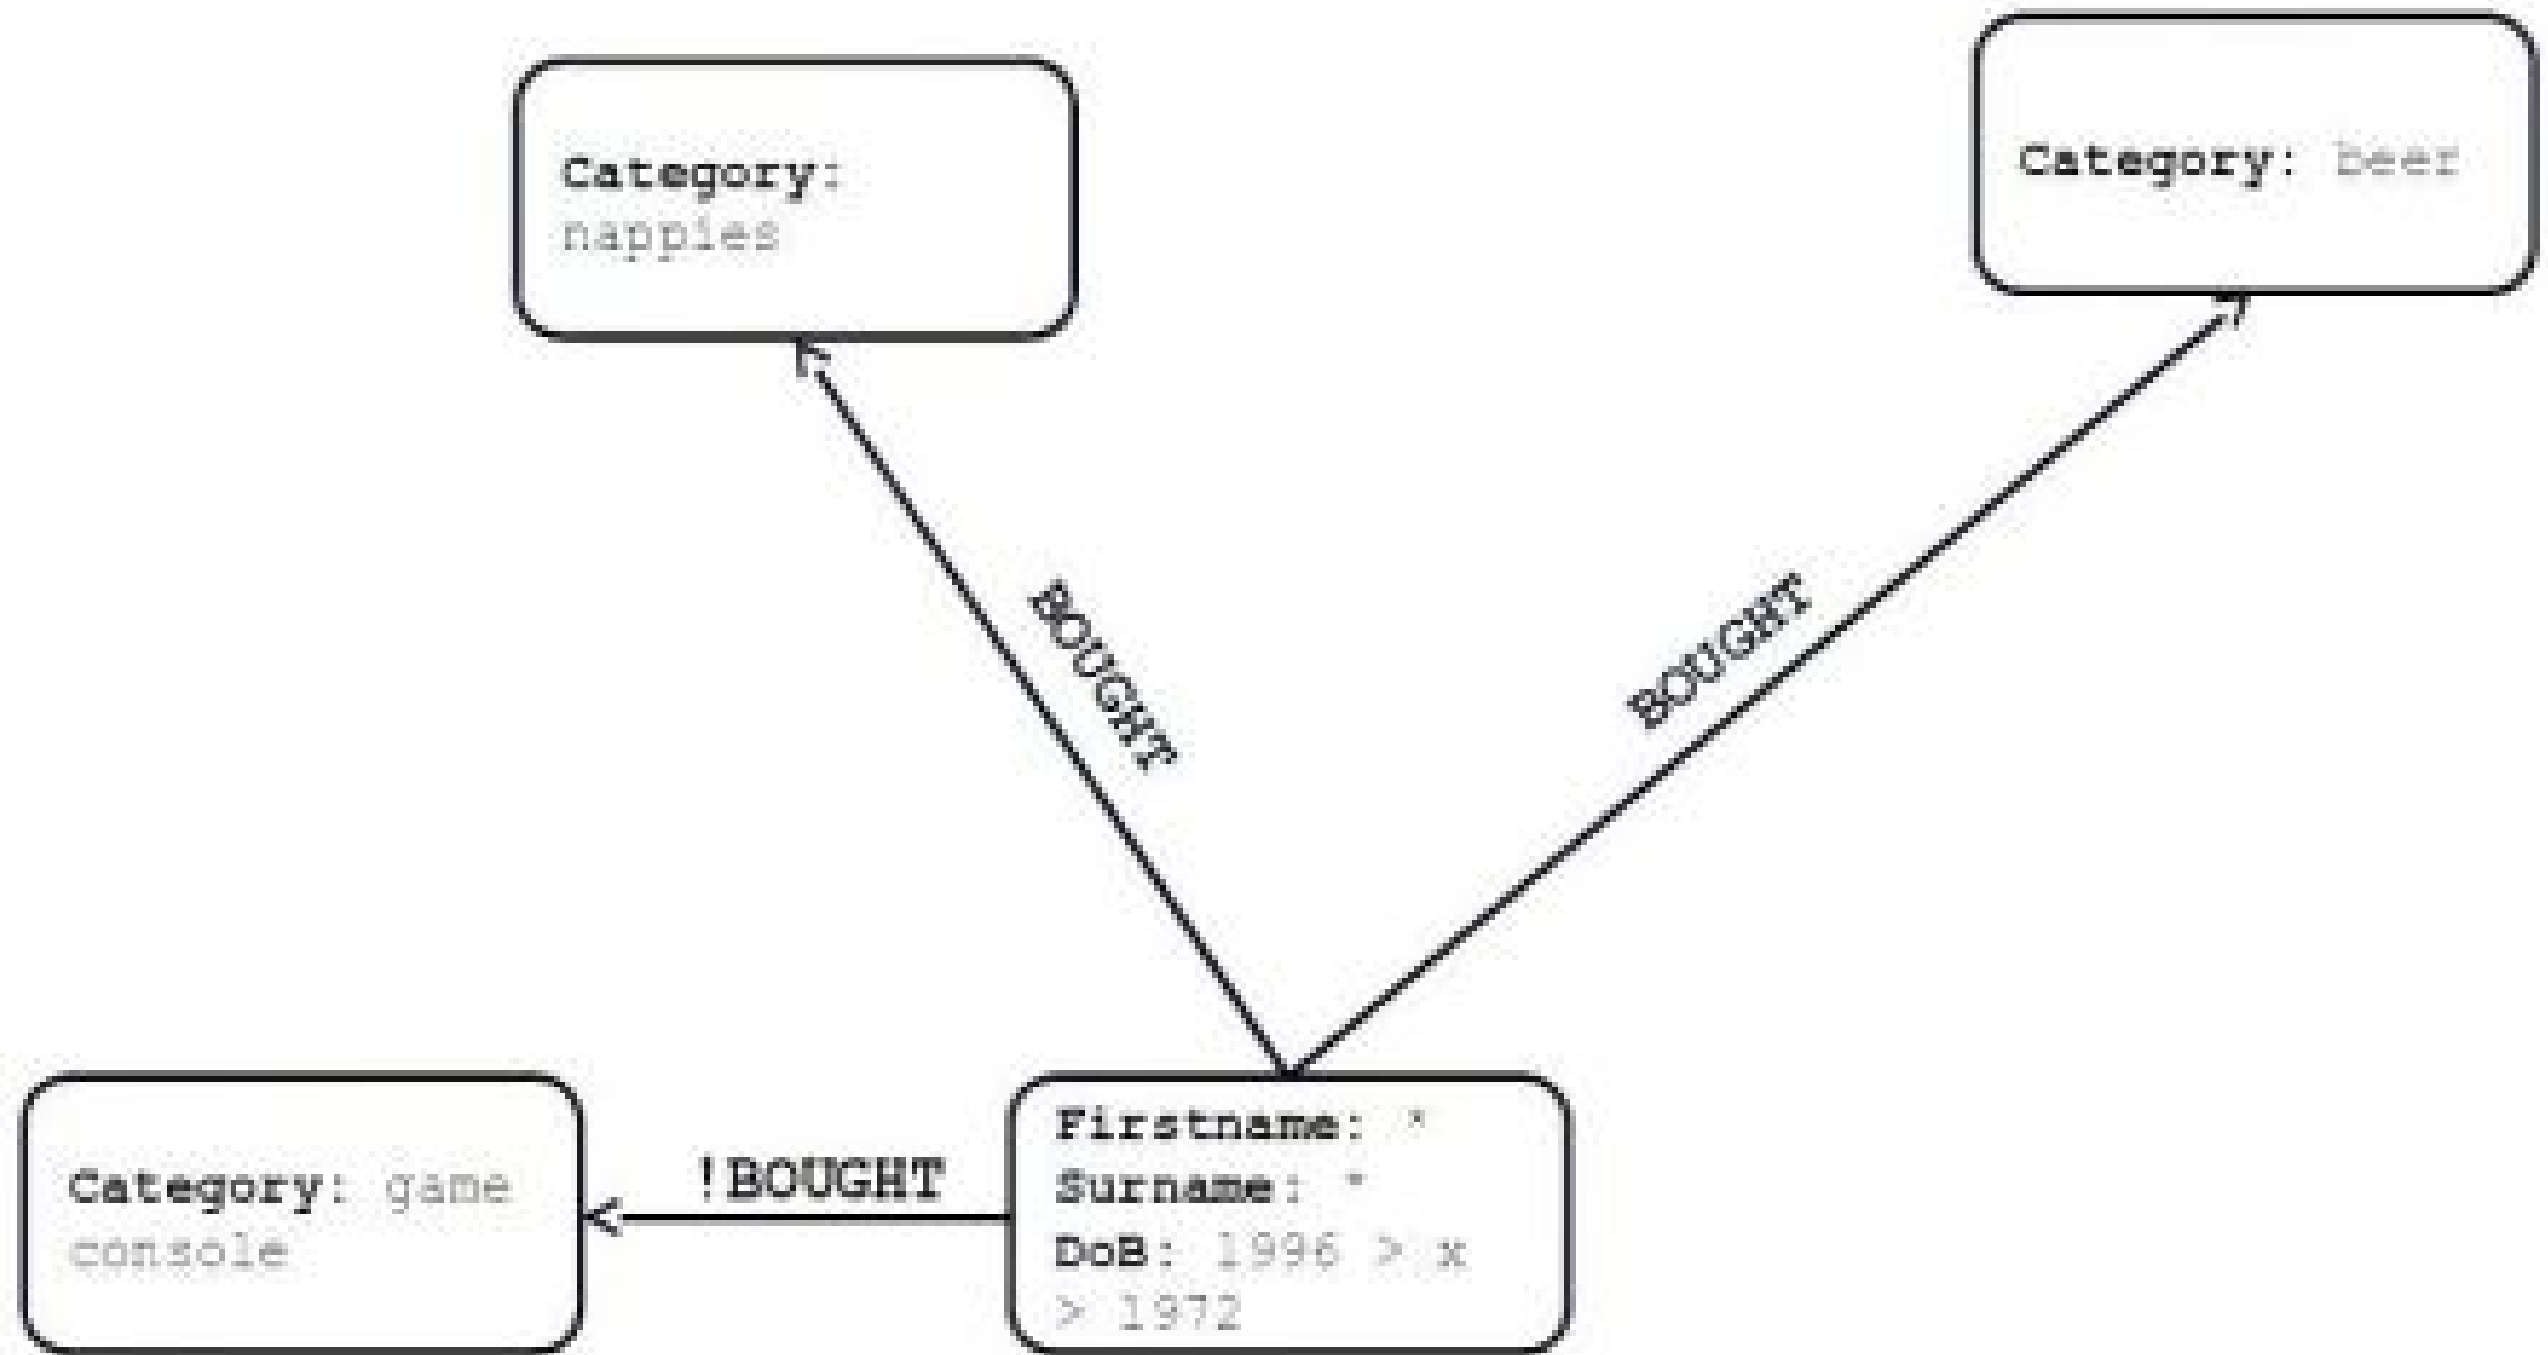 Category:
nappies
Category: beer
BOUGHT
BOUGHT
Category: game
console
!BOUGHT
Firstname: *
Surname: *
DoB: 1996 > x
> 1972